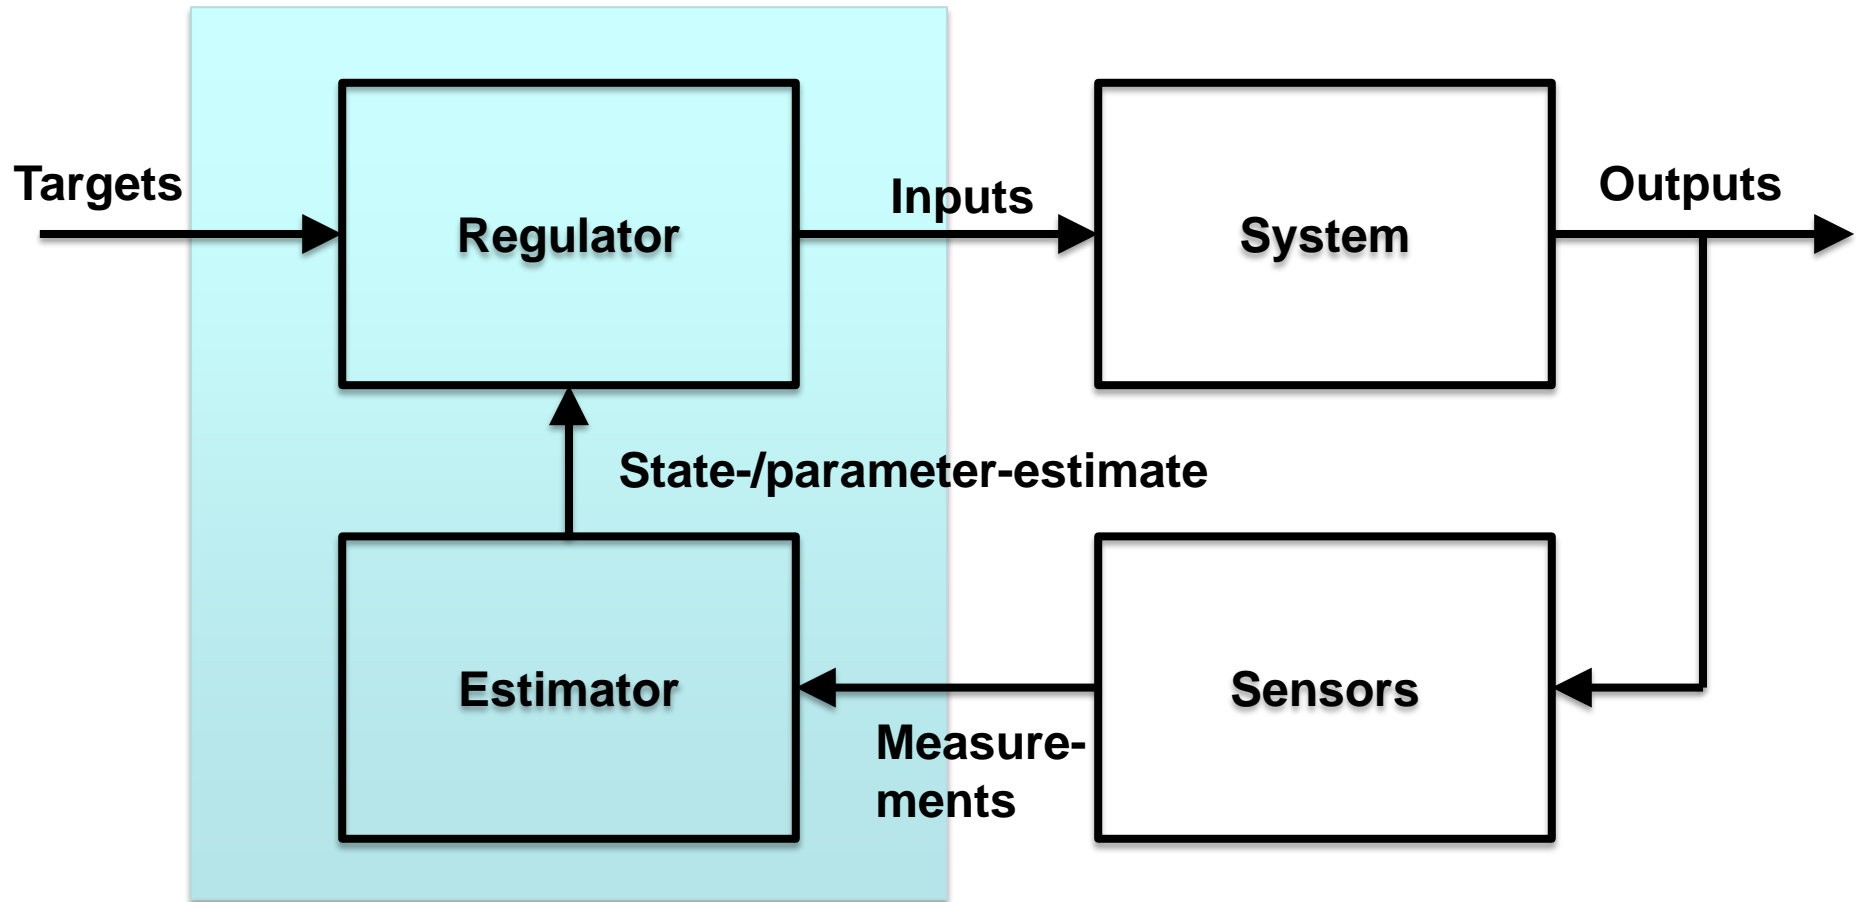 Targets
Regulator
Inputs
System
Outputs
State-/parameter-estimate
Estimator
Measure-
ments
Sensors